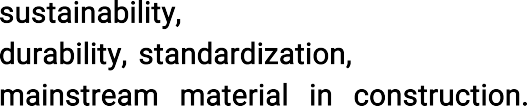 sustainability,
durability, standardization,
mainstream material in construction.